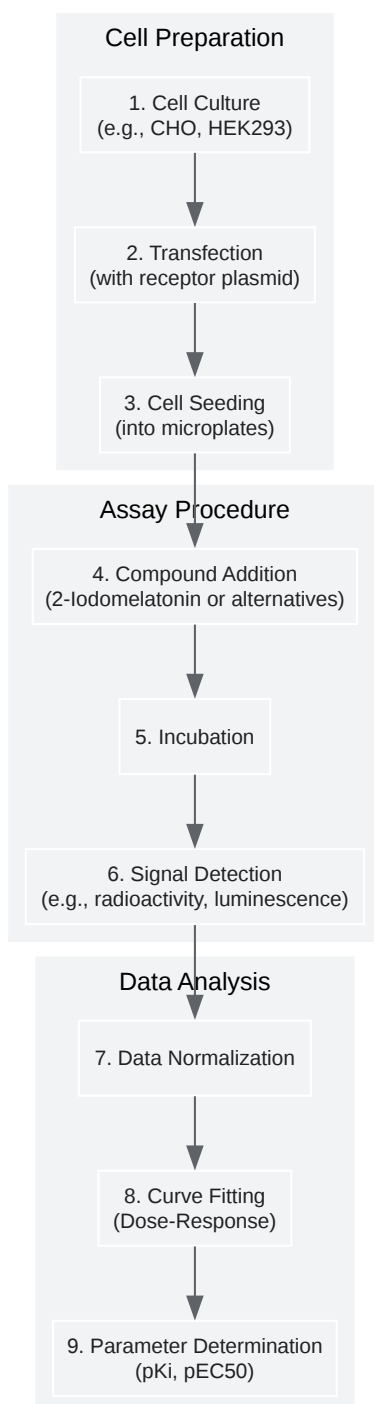 Cell Preparation
1. Cell Culture
(e.g., CHO, HEK293)
2. Transfection
(with receptor plasmid)
3. Cell Seeding
(into microplates)
Assay Procedure
4. Compound Addition
(2-Iodomelatonin or alternatives)
5. Incubation
6. Signal Detection
(e.g., radioactivity, luminescence)
Data Analysis
7. Data Normalization
8. Curve Fitting
(Dose-Response)
9. Parameter Determination
(pKi, pEC50)